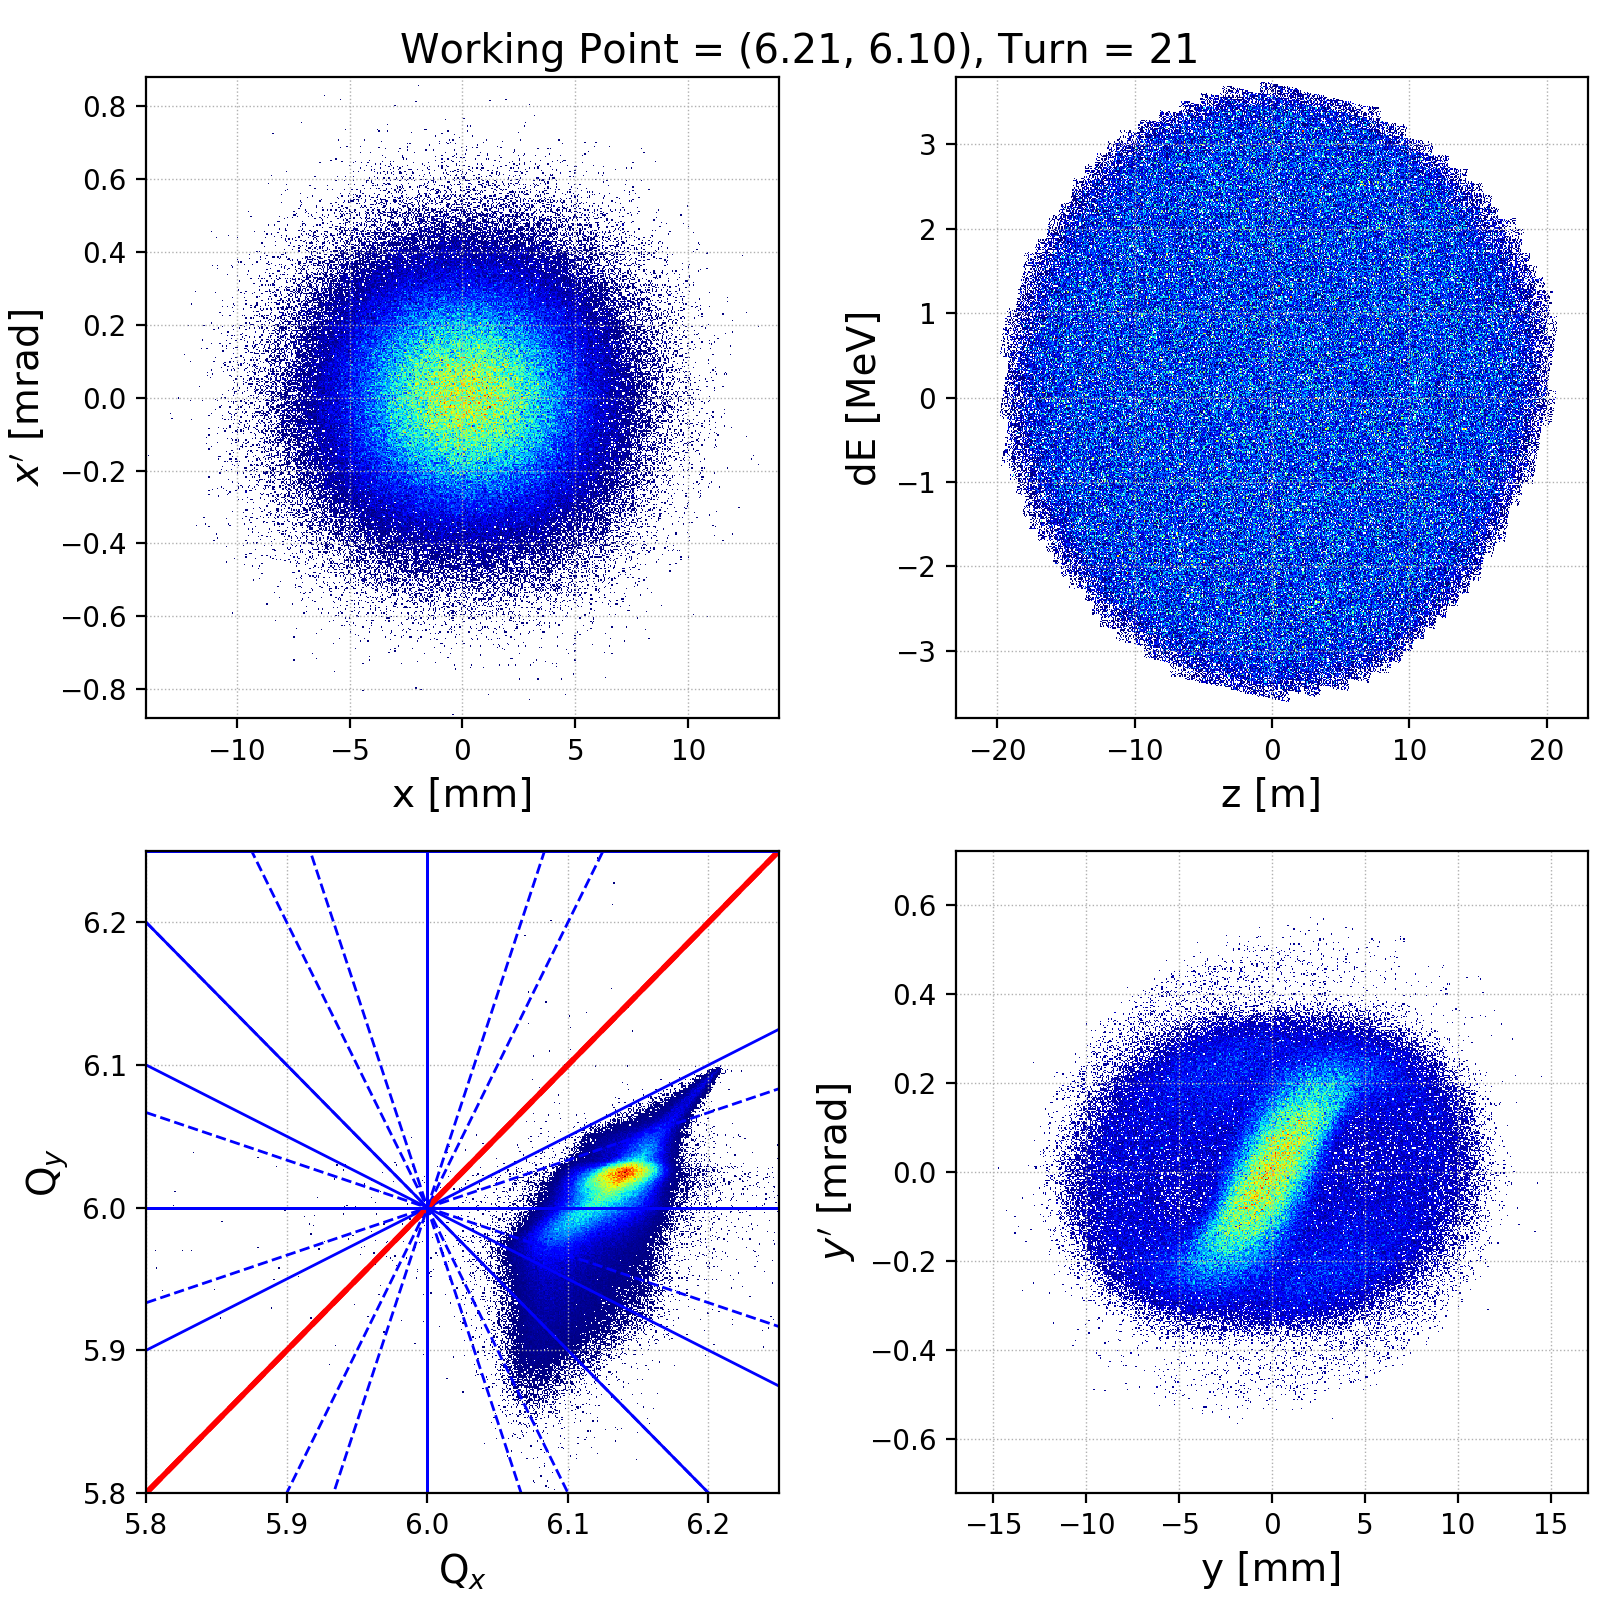 Working Point = (6.21, 6.10), Turn = 21
0.8
0.6
0.4
0.2
0.0
−0.2
−0.4
−0.6
−0.8
x′ [mrad]
−10 −5 0 5 10
x [mm]
3
2
1
0
−1
−2
−3
dE [MeV]
−20 −10 0 10 20
z [m]
6.2
6.1
6.0
5.9
5.8
Qy
5.8 5.9 6.0 6.1 6.2
Qx
0.6
0.4
0.2
0.0
−0.2
−0.4
−0.6
y′ [mrad]
−15 −10 −5 0 5 10 15
y [mm]